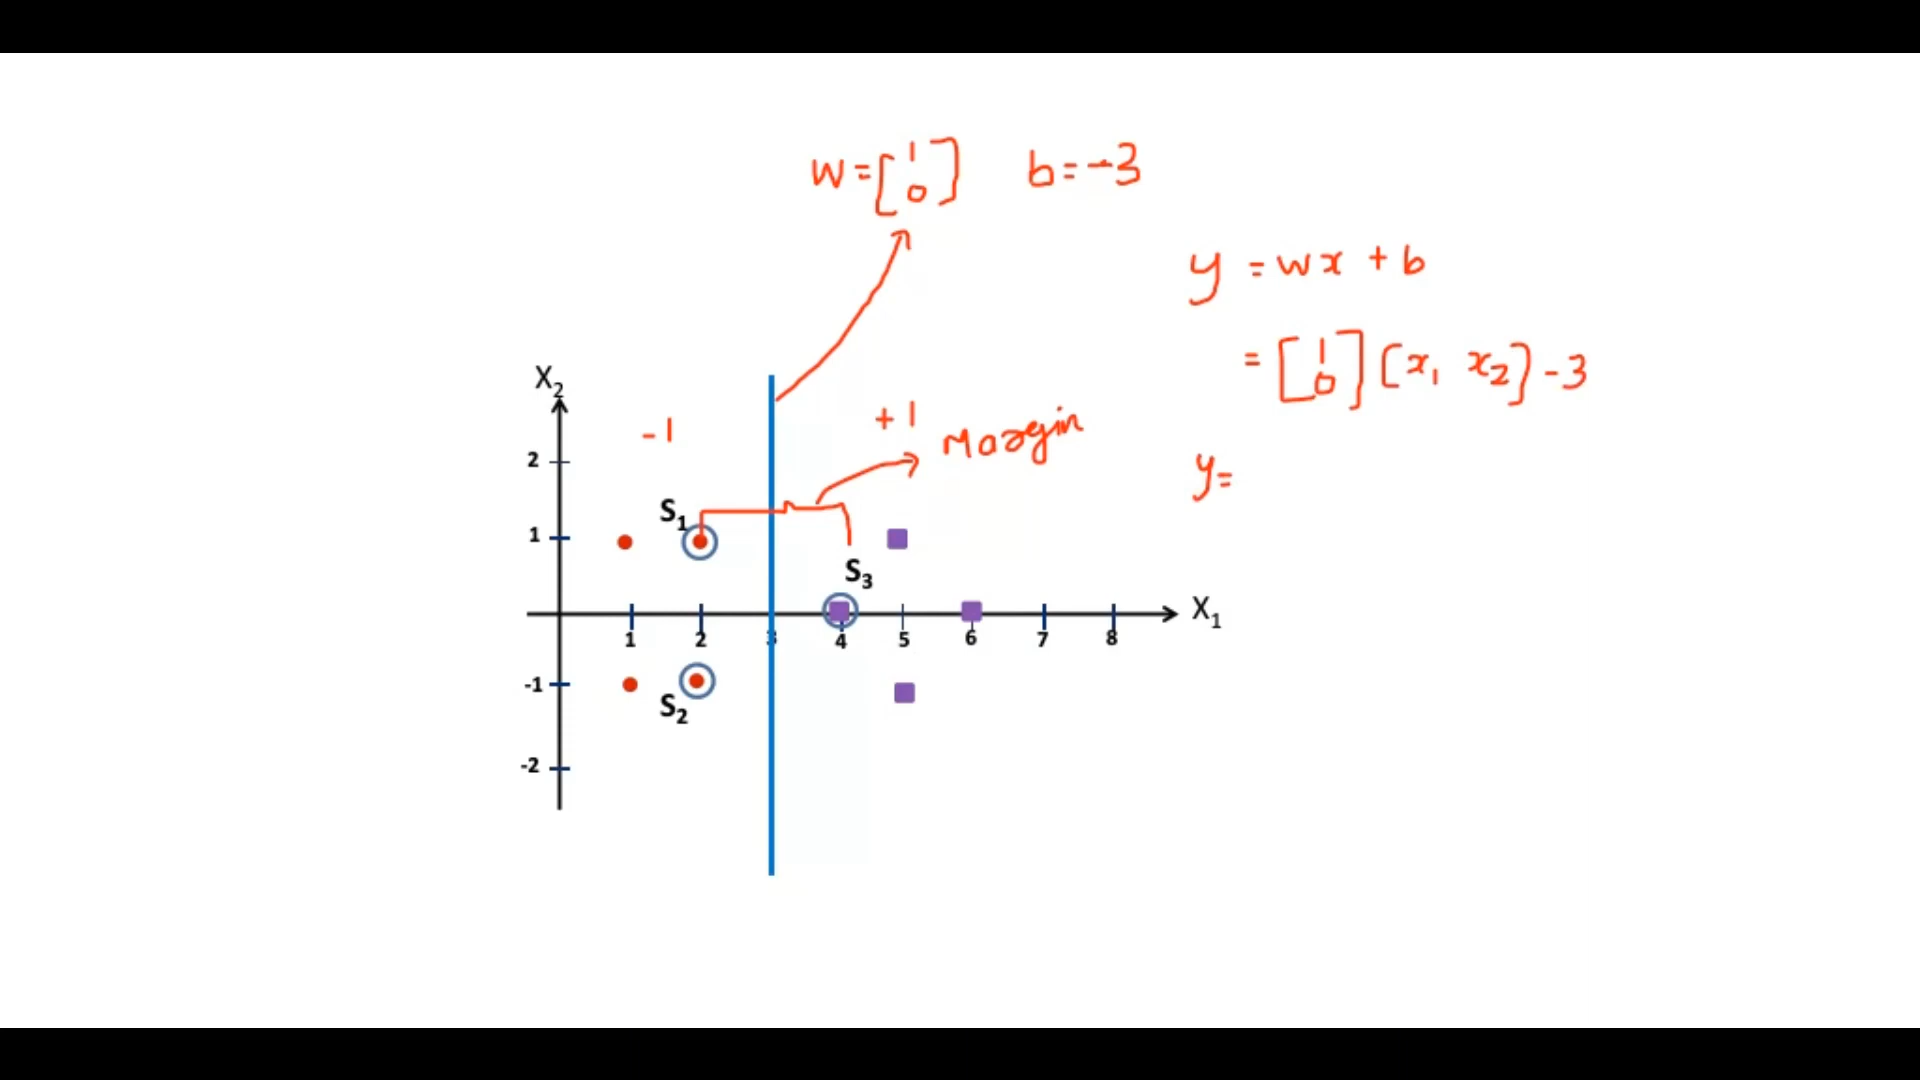 w = [1 0] b = -3
y = wx + b
= [1 0] [x₁ x₂] - 3
X₂
+1
-1
Margin
2
y =
S₁
1
S₃
X₁
1 2 3 4 5 6 7 8
-1
S₂
-2